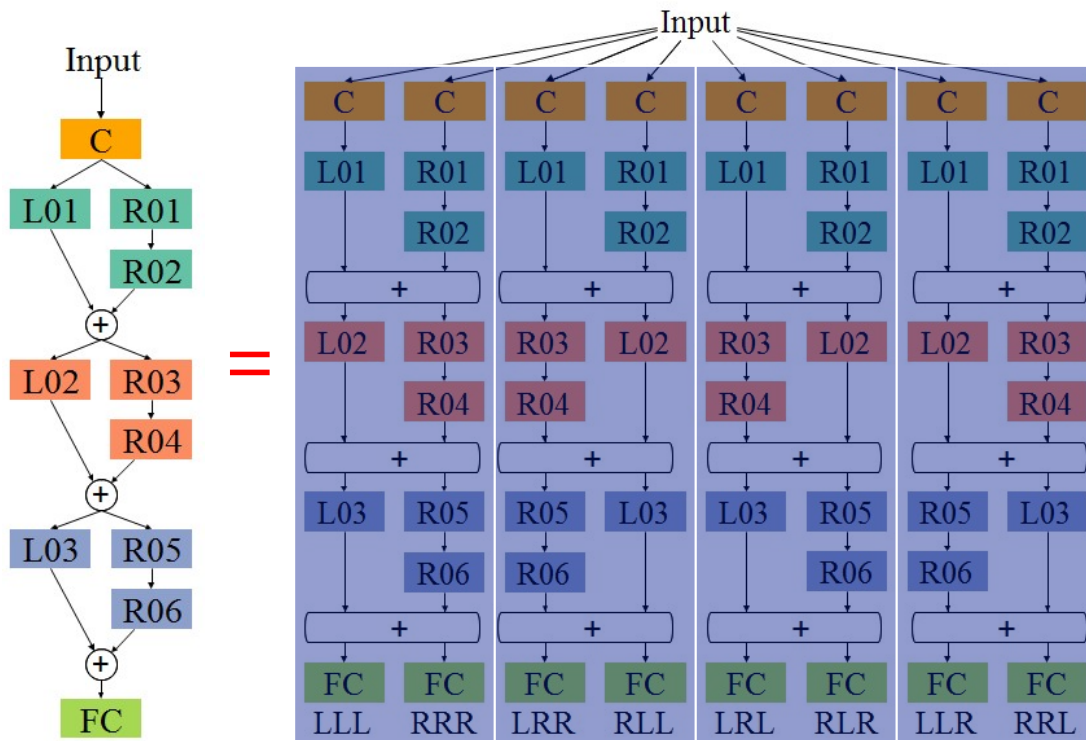 Input
C
L01 R01
R02
+
L02 R03
R04
+
L03 R05
R06
+
FC
=
Input
C C C C C C C C
L01 R01 L01 R01 L01 R01 L01 R01
R02 R02 R02 R02
+ + + +
L02 R03 R03 L02 R03 L02 L02 R03
R04 R04 R04 R04
+ + + +
L03 R05 R05 L03 L03 R05 R05 L03
R06 R06 R06 R06
+ + + +
FC FC FC FC FC FC FC FC
LLL RRR LRR RLL LRL RLR LLR RRL